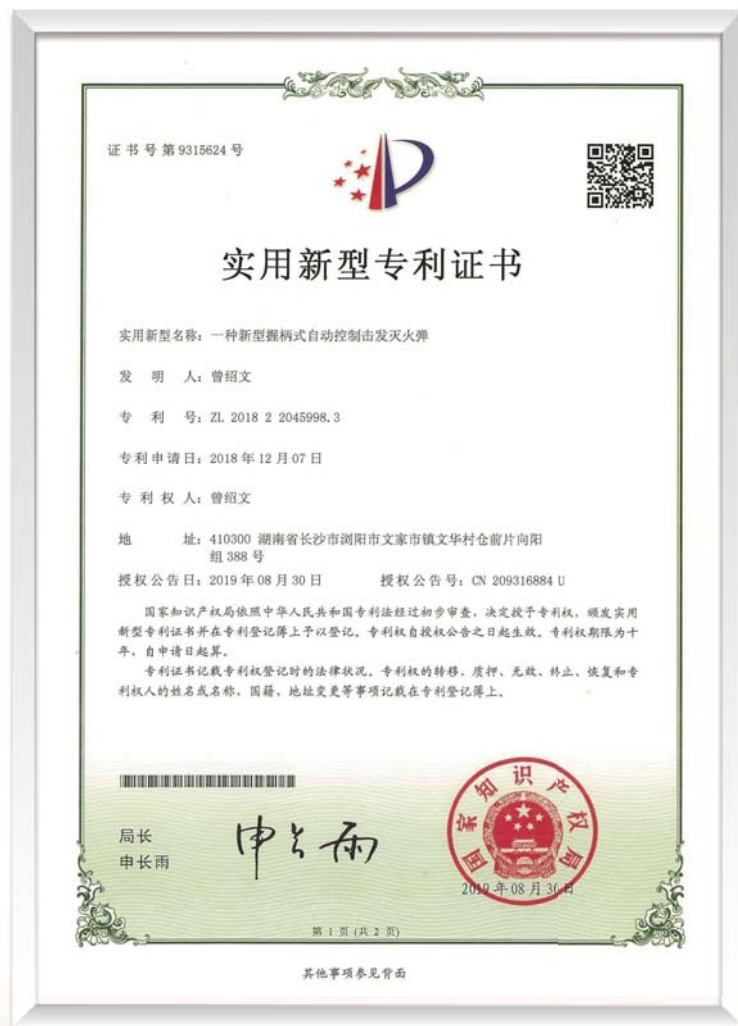 证书号第9315624号
实用新型专利证书
实用新型名称：一种新型握柄式自动控制击发灭火弹
发明人：曾绍文
专利号：ZL 2018 2 2045998.3
专利申请日：2018年12月07日
专利权人：曾绍文
地址：410300 湖南省长沙市浏阳市文家市镇文华村仓前片向阳
组388号
授权公告日：2019年08月30日 授权公告号：CN 209316884 U
国家知识产权局依照中华人民共和国专利法经过初步审查，决定授予专利权，颁发实用
新型专利证书并在专利登记簿上予以登记。专利权自授权公告之日起生效。专利权期限为十
年，自申请日起算。
专利证书记载专利权登记时的法律状况。专利权的转移、质押、无效、终止、恢复和专
利权人的姓名或名称、国籍、地址变更等事项记载在专利登记簿上。
局长
申长雨
申长雨
国家知识产权局
2019年08月30日
第 1 页 (共 2 页)
其他事项参见背面